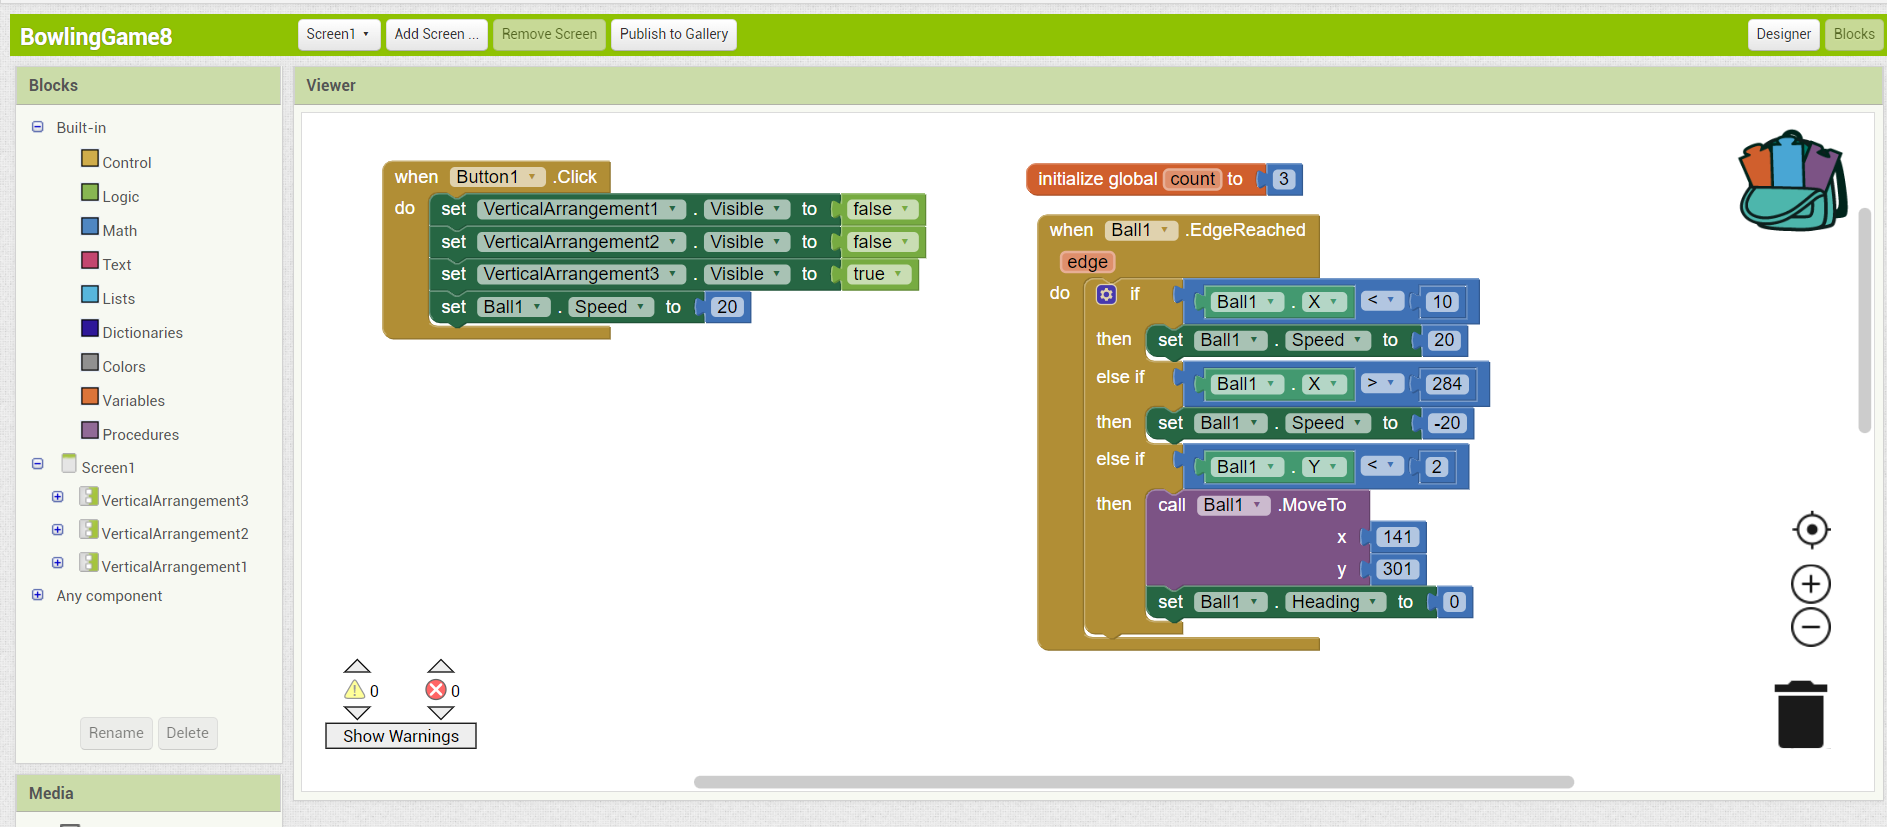 BowlingGame8
Screen1
Add Screen ...
Remove Screen
Publish to Gallery
Designer
Blocks
Blocks
Built-in
Control
Logic
Math
Text
Lists
Dictionaries
Colors
Variables
Procedures
Screen1
VerticalArrangement3
VerticalArrangement2
VerticalArrangement1
Any component
Rename
Delete
Media
Viewer
when Button1 .Click
do set VerticalArrangement1 . Visible to false
set VerticalArrangement2 . Visible to false
set VerticalArrangement3 . Visible to true
set Ball1 . Speed to 20
initialize global count to 3
when Ball1 .EdgeReached
edge
do if Ball1 . X < 10
then set Ball1 . Speed to 20
else if Ball1 . X > 284
then set Ball1 . Speed to -20
else if Ball1 . Y < 2
then call Ball1 .MoveTo
x 141
y 301
set Ball1 . Heading to 0
0 0
Show Warnings